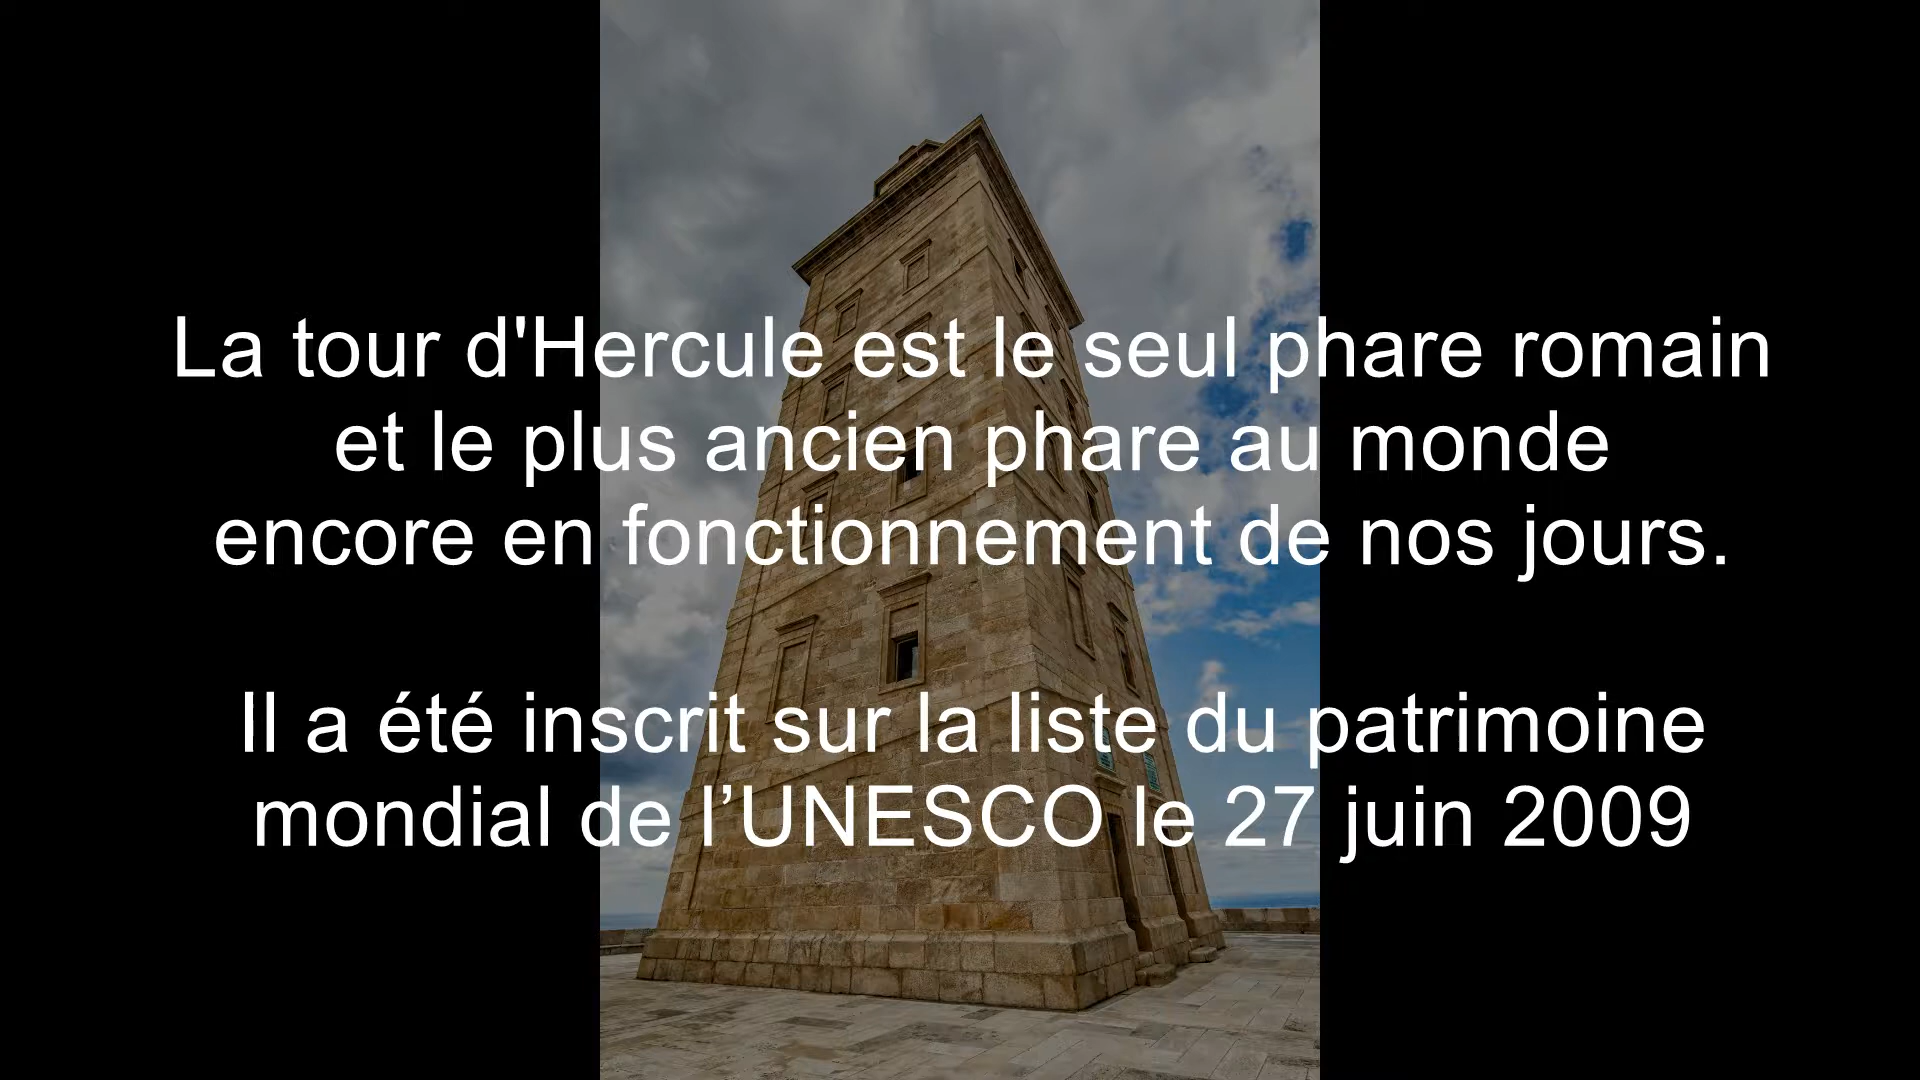 La tour d'Hercule est le seul phare romain
et le plus ancien phare au monde
encore en fonctionnement de nos jours.
Il a été inscrit sur la liste du patrimoine
mondial de l’UNESCO le 27 juin 2009